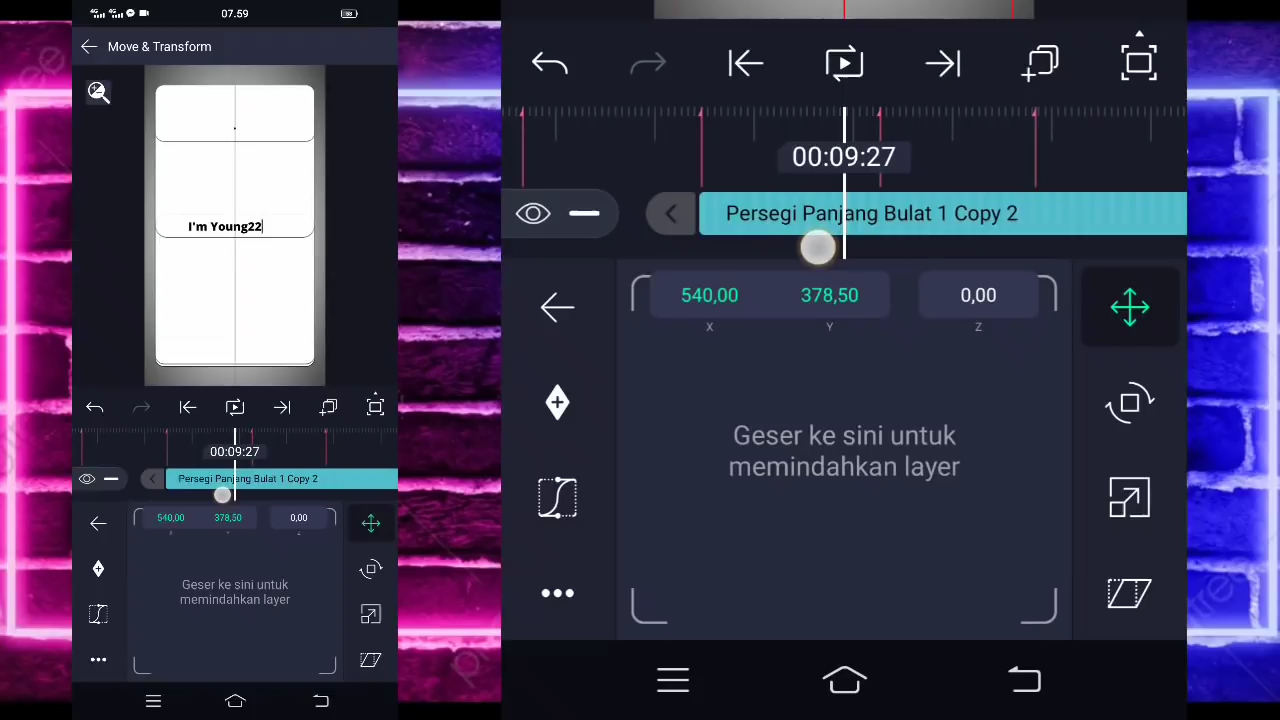 07.59
Move & Transform
I'm Young22
00:09:27
Persegi Panjang Bulat 1 Copy 2
540,00 378,50 0,00
X Y Z
Geser ke sini untuk
memindahkan layer
00:09:27
Persegi Panjang Bulat 1 Copy 2
540,00 378,50 0,00
X Y Z
Geser ke sini untuk
memindahkan layer